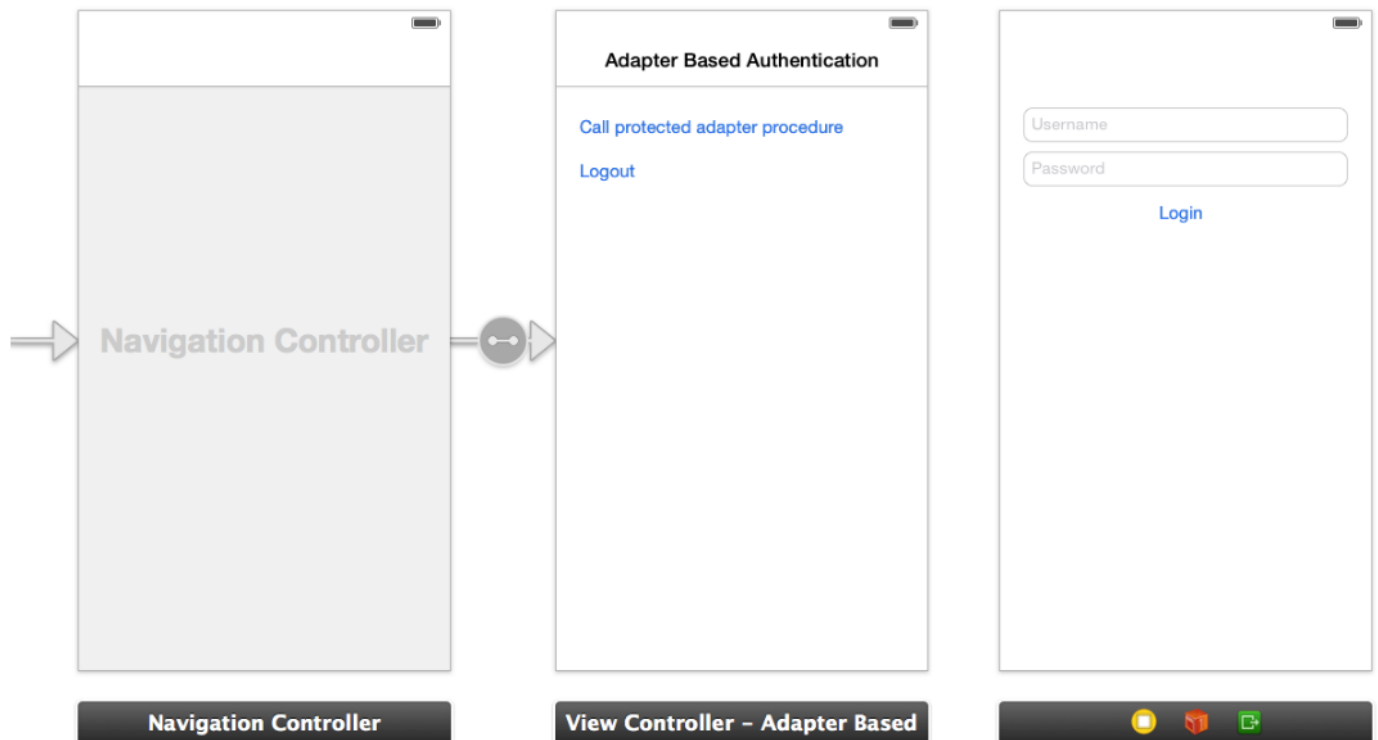 Navigation Controller
Navigation Controller
Adapter Based Authentication
Call protected adapter procedure
Logout
View Controller – Adapter Based
Username
Password
Login